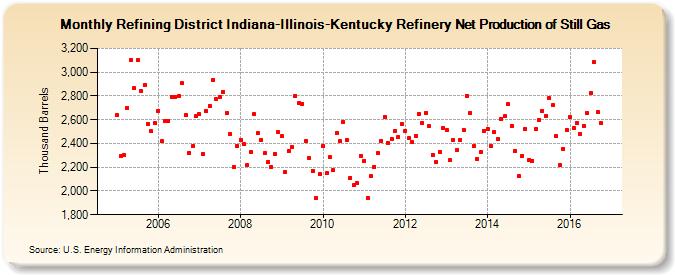 Monthly Refining District Indiana-Illinois-Kentucky Refinery Net Production of Still Gas
Thousand Barrels
3,200
3,000
2,800
2,600
2,400
2,200
2,000
1,800
2006 2008 2010 2012 2014 2016
Source: U.S. Energy Information Administration